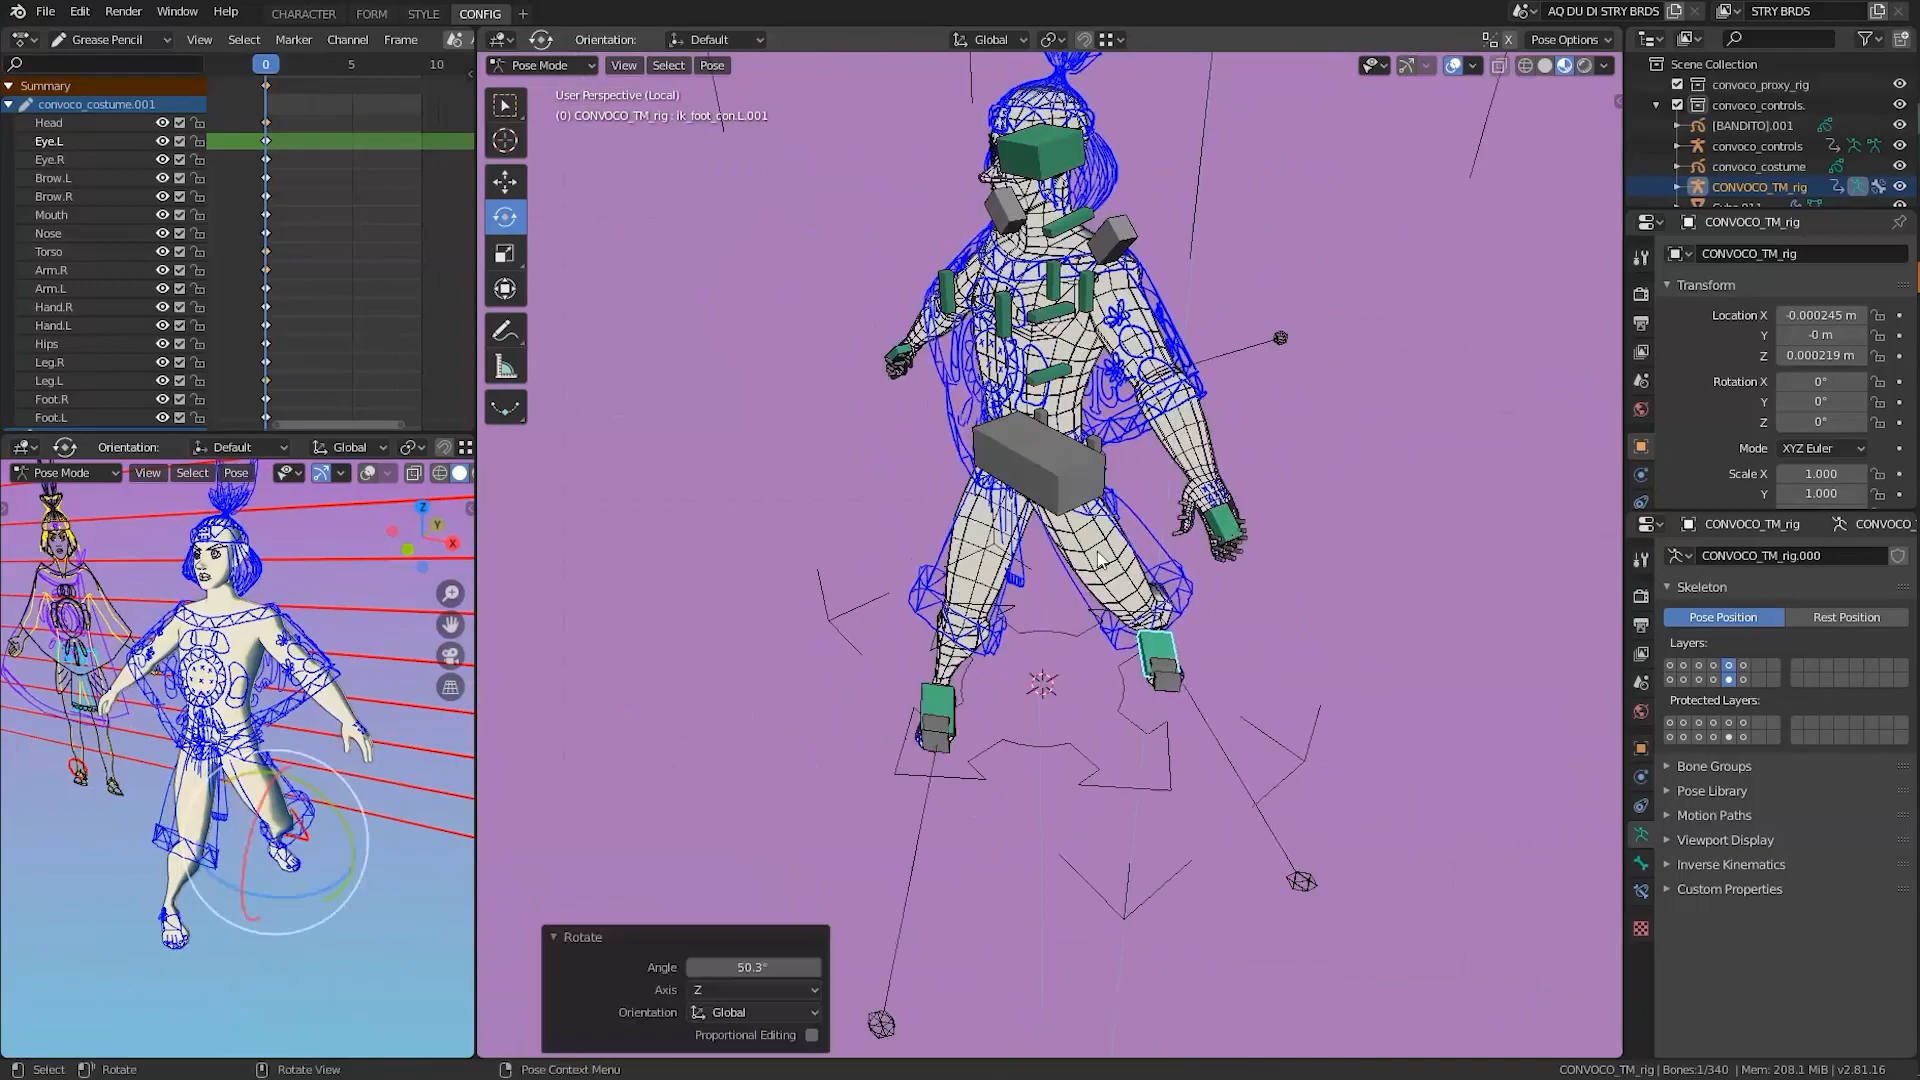 File Edit Render Window Help CHARACTER FORM STYLE CONFIG + AQ DU DI STRY BRDS STRY BRDS
Grease Pencil View Select Marker Channel Frame
Orientation: Default Global X Pose Options
0 5 10
Summary
convoco_costume.001
Head
Eye.L
Eye.R
Brow.L
Brow.R
Mouth
Nose
Torso
Arm.R
Arm.L
Hand.R
Hand.L
Hips
Leg.R
Leg.L
Foot.R
Foot.L
Orientation: Default Global
Pose Mode View Select Pose
Z
Y
X
Pose Mode View Select Pose
User Perspective (Local)
(0) CONVOCO_TM_rig : ik_foot_con.L.001
Rotate
Angle 50.3°
Axis Z
Orientation Global
Proportional Editing
Scene Collection
convoco_proxy_rig
convoco_controls.
[BANDITO].001
convoco_controls
convoco_costume
CONVOCO_TM_rig
CONVOCO_TM_rig
CONVOCO_TM_rig
Transform
Location X -0.000245 m
Y -0 m
Z 0.000219 m
Rotation X 0°
Y 0°
Z 0°
Mode XYZ Euler
Scale X 1.000
Y 1.000
CONVOCO_TM_rig CONVOCO_
CONVOCO_TM_rig.000
Skeleton
Pose Position Rest Position
Layers:
Protected Layers:
Bone Groups
Pose Library
Motion Paths
Viewport Display
Inverse Kinematics
Custom Properties
Select Rotate Rotate View Pose Context Menu CONVOCO_TM_rig | Bones:1/340 | Mem: 208.1 MiB | v2.81.16